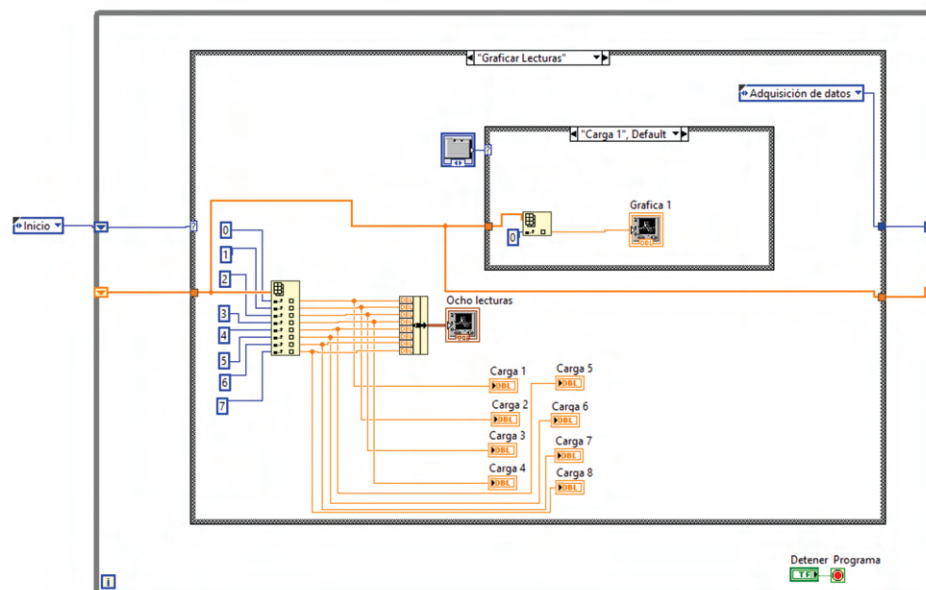 "Graficar Lecturas"
Adquisición de datos
"Carga 1", Default
Inicio
Grafica 1
DBL
0
0
1
2
3
4
5
6
7
Ocho lecturas
Carga 1
DBL
Carga 2
DBL
Carga 3
DBL
Carga 4
DBL
Carga 5
DBL
Carga 6
DBL
Carga 7
DBL
Carga 8
DBL
Detener Programa
TF
i